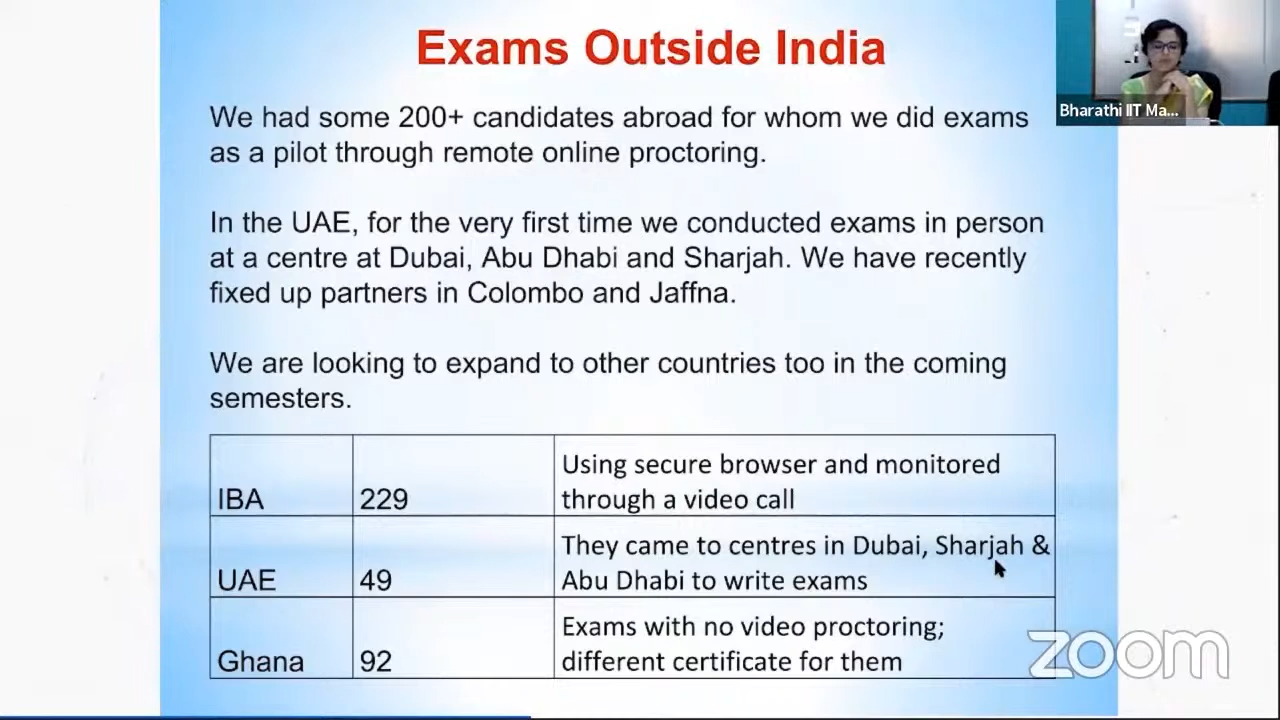 Exams Outside India
Bharathi IIT Ma...
We had some 200+ candidates abroad for whom we did exams
as a pilot through remote online proctoring.
In the UAE, for the very first time we conducted exams in person
at a centre at Dubai, Abu Dhabi and Sharjah. We have recently
fixed up partners in Colombo and Jaffna.
We are looking to expand to other countries too in the coming
semesters.
Using secure browser and monitored
IBA 229 through a video call
They came to centres in Dubai, Sharjah &
UAE 49 Abu Dhabi to write exams
Exams with no video proctoring;
Ghana 92 different certificate for them
zoom